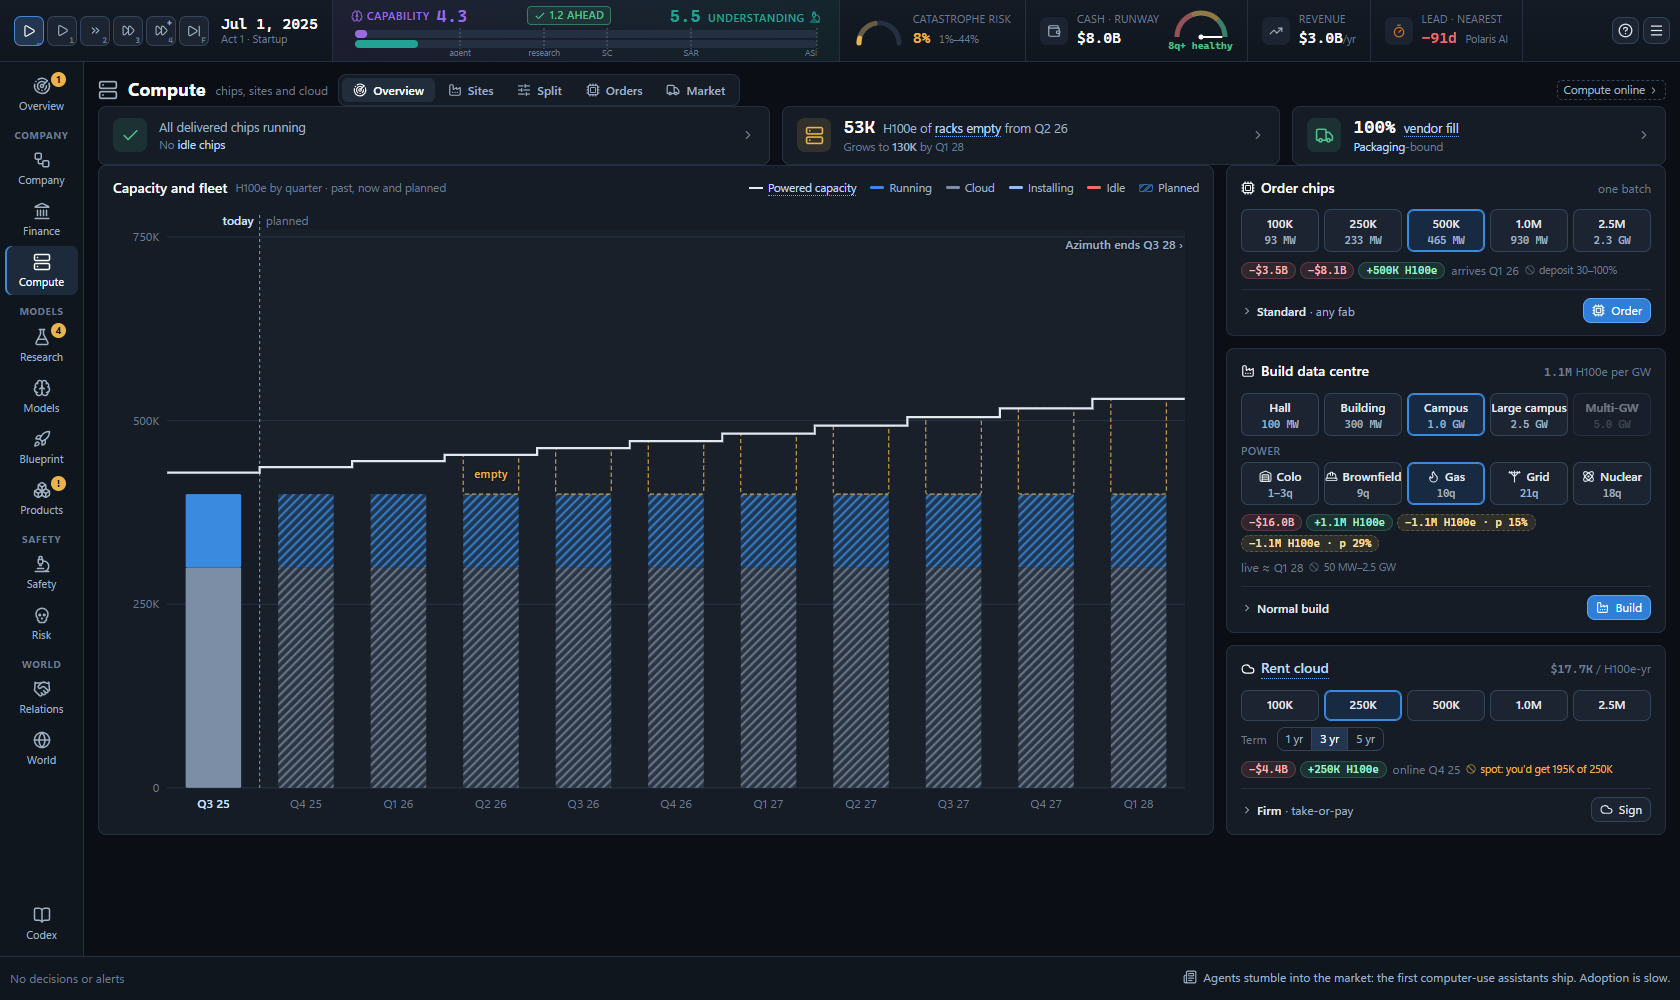 1
2
3
4
F
Jul 1, 2025
Act 1 · Startup
CAPABILITY 4.3
1.2 AHEAD
5.5 UNDERSTANDING
agent
research
SC
SAR
ASI
CATASTROPHE RISK
8% 1%–44%
CASH · RUNWAY
$8.0B
8q+ healthy
REVENUE
$3.0B/yr
LEAD · NEAREST
−91d Polaris AI
Overview
1
COMPANY
Company
Finance
Compute
MODELS
Research
4
Models
Blueprint
Products
!
SAFETY
Safety
Risk
WORLD
Relations
World
Codex
Compute chips, sites and cloud
Overview
Sites
Split
Orders
Market
Compute online ›
All delivered chips running
No idle chips
53K H100e of racks empty from Q2 26
Grows to 130K by Q1 28
100% vendor fill
Packaging-bound
Capacity and fleet H100e by quarter · past, now and planned
Powered capacity
Running
Cloud
Installing
Idle
Planned
today planned
750K
Azimuth ends Q3 28 ›
500K
empty
250K
0
Q3 25
Q4 25
Q1 26
Q2 26
Q3 26
Q4 26
Q1 27
Q2 27
Q3 27
Q4 27
Q1 28
Order chips one batch
100K
93 MW
250K
233 MW
500K
465 MW
1.0M
930 MW
2.5M
2.3 GW
−$3.5B −$8.1B +500K H100e arrives Q1 26 deposit 30–100%
Standard · any fab
Order
Build data centre 1.1M H100e per GW
Hall
100 MW
Building
300 MW
Campus
1.0 GW
Large campus
2.5 GW
Multi-GW
5.0 GW
POWER
Colo
1–3q
Brownfield
9q
Gas
10q
Grid
21q
Nuclear
18q
−$16.0B +1.1M H100e −1.1M H100e · p 15%
−1.1M H100e · p 29%
live ≈ Q1 28 50 MW–2.5 GW
Normal build
Build
Rent cloud $17.7K / H100e-yr
100K
250K
500K
1.0M
2.5M
Term 1 yr 3 yr 5 yr
−$4.4B +250K H100e online Q4 25 spot: you'd get 195K of 250K
Firm · take-or-pay
Sign
No decisions or alerts
Agents stumble into the market: the first computer-use assistants ship. Adoption is slow.